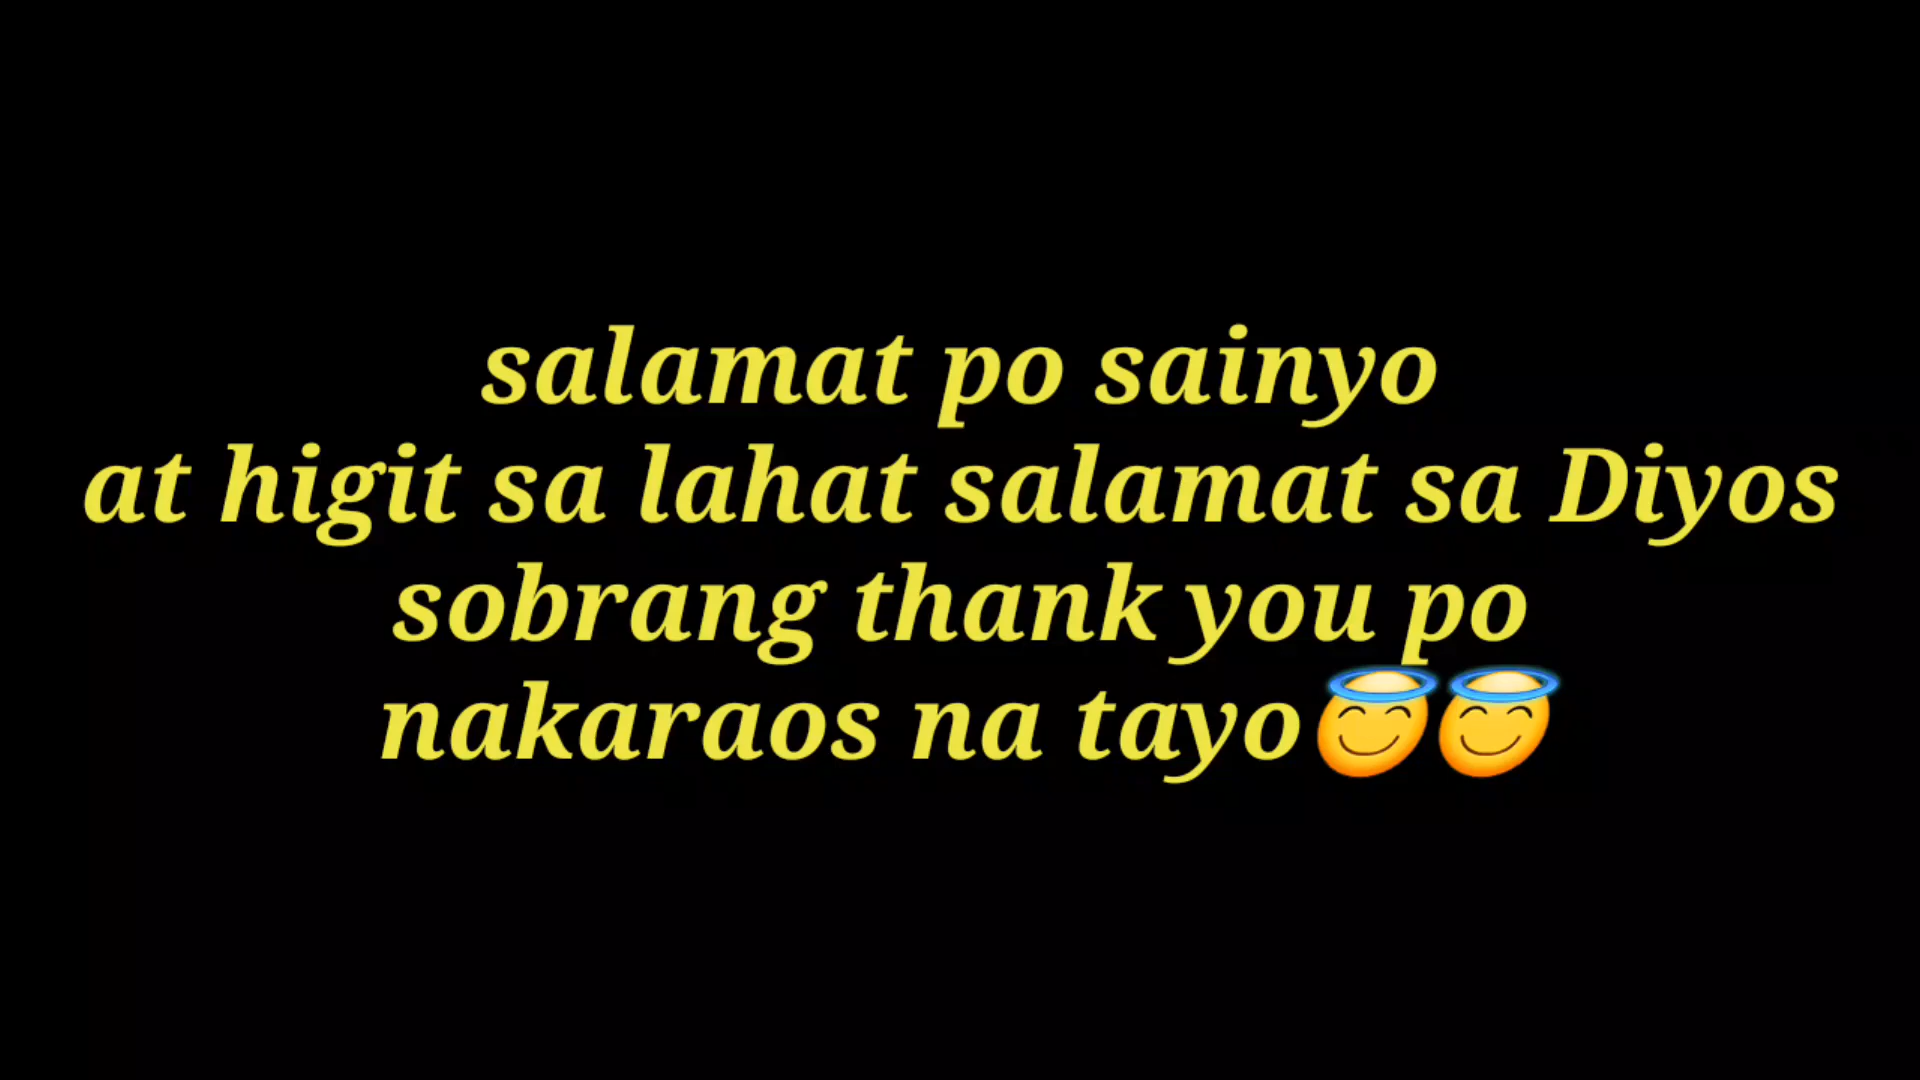 salamat po sainyo
at higit sa lahat salamat sa Diyos
sobrang thank you po
nakaraos na tayo😇😇